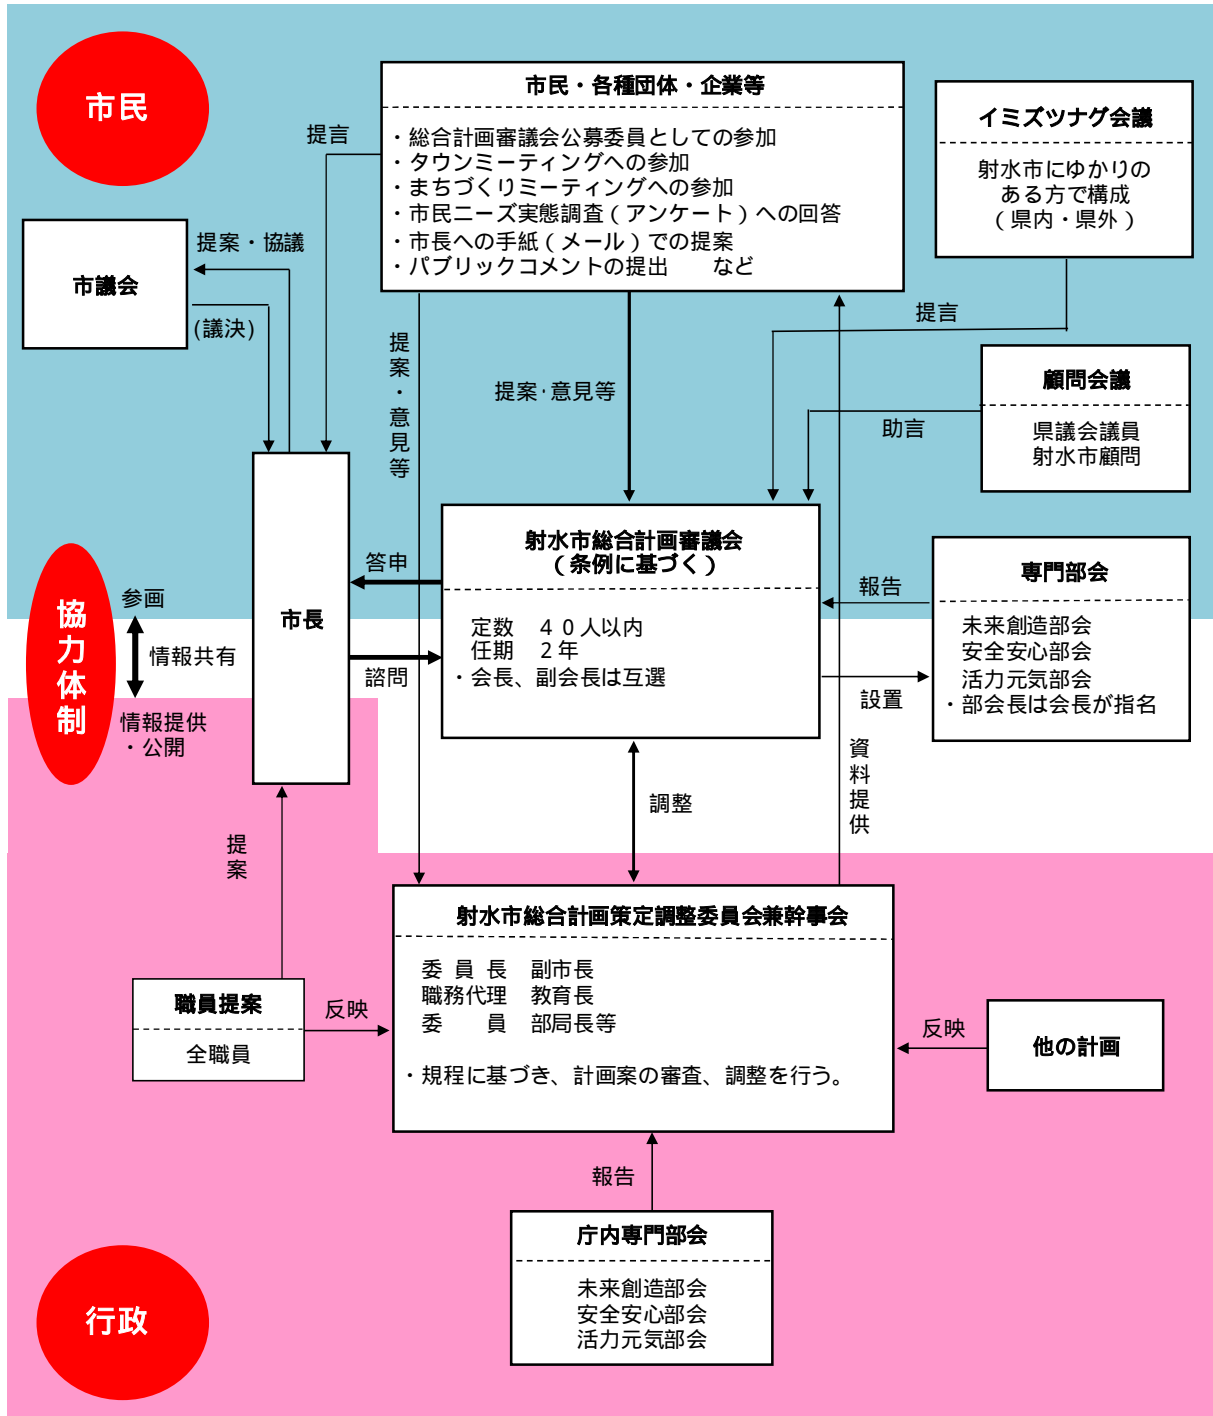 市民
市民・各種団体・企業等
・総合計画審議会公募委員としての参加
・タウンミーティングへの参加
・まちづくりミーティングへの参加
・市民ニーズ実態調査（アンケート）への回答
・市長への手紙（メール）での提案
・パブリックコメントの提出　　など
イミズツナグ会議
射水市にゆかりの
ある方で構成
（県内・県外）
提言
提案・協議
市議会
(議決)
提案・意見等
提案・意見等
提言
顧問会議
県議会議員
射水市顧問
助言
射水市総合計画審議会
（条例に基づく）
定数　４０人以内
任期　２年
・会長、副会長は互選
答申
市長
諮問
報告
設置
専門部会
未来創造部会
安全安心部会
活力元気部会
・部会長は会長が指名
協力体制
参画
情報共有
情報提供
・公開
調整
資料提供
提案
射水市総合計画策定調整委員会兼幹事会
委員長　副市長
職務代理　教育長
委　　員　部局長等
・規程に基づき、計画案の審査、調整を行う。
職員提案
全職員
反映
反映
他の計画
報告
庁内専門部会
未来創造部会
安全安心部会
活力元気部会
行政